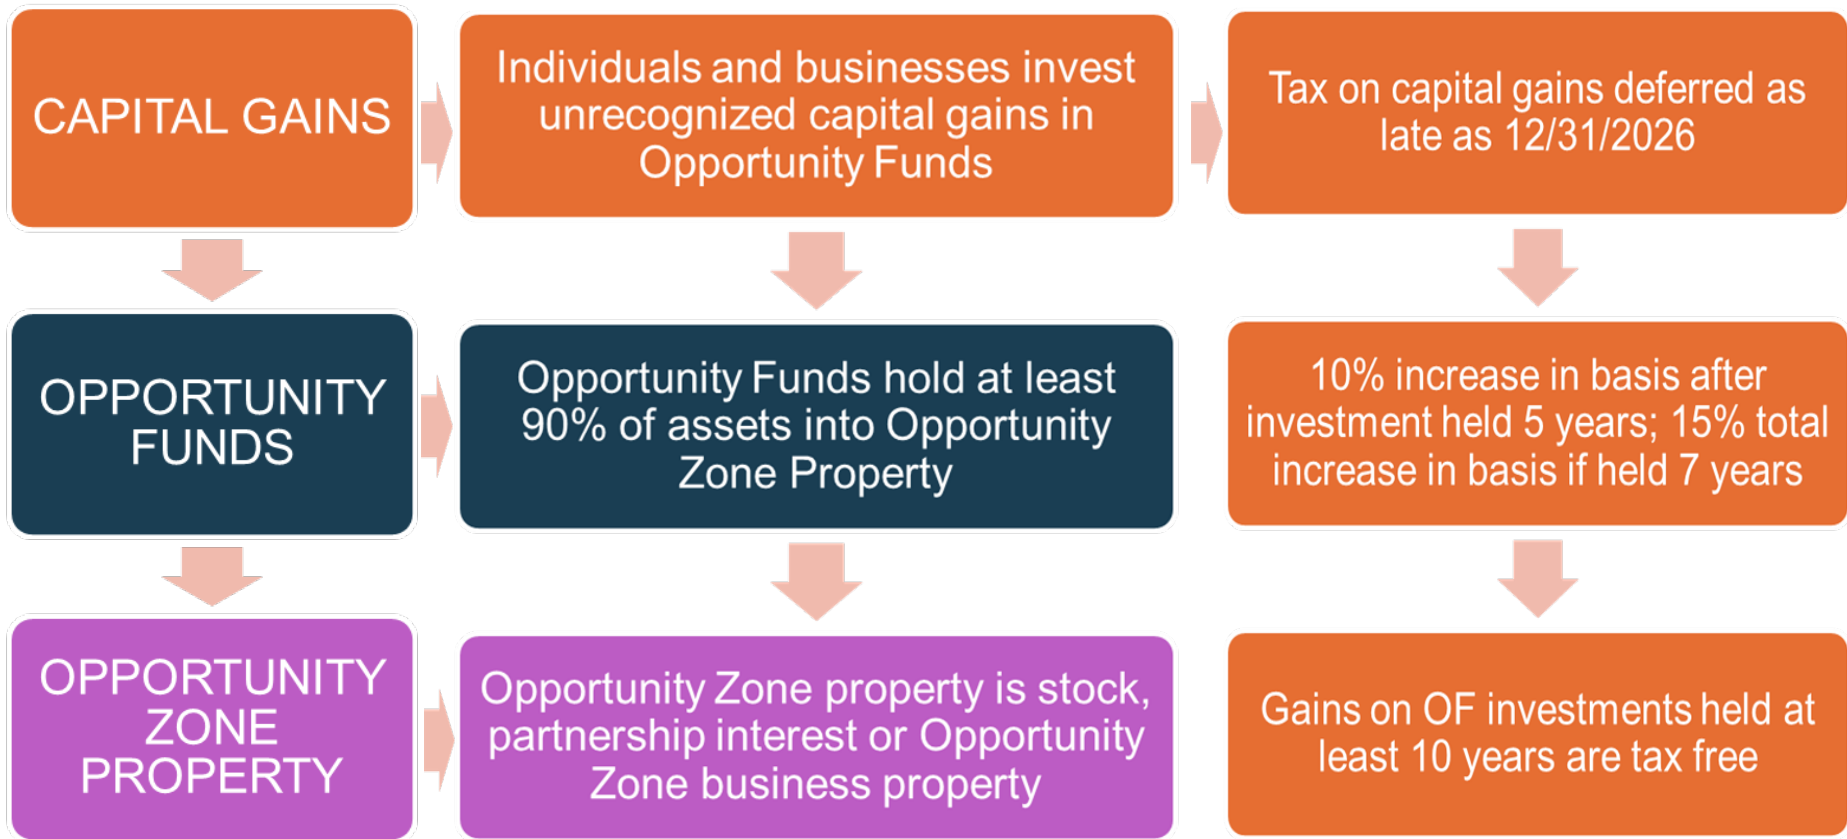 CAPITAL GAINS
Individuals and businesses invest
unrecognized capital gains in
Opportunity Funds
Tax on capital gains deferred as
late as 12/31/2026
OPPORTUNITY
FUNDS
Opportunity Funds hold at least
90% of assets into Opportunity
Zone Property
10% increase in basis after
investment held 5 years; 15% total
increase in basis if held 7 years
OPPORTUNITY
ZONE
PROPERTY
Opportunity Zone property is stock,
partnership interest or Opportunity
Zone business property
Gains on OF investments held at
least 10 years are tax free